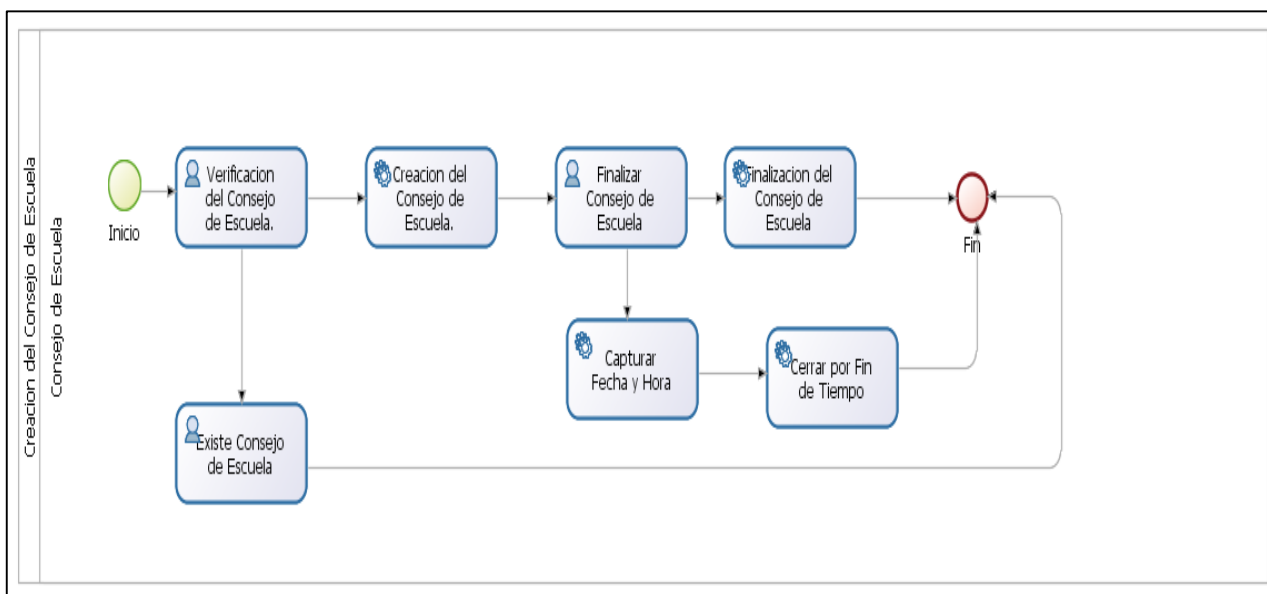 Creacion del Consejo de Escuela
Consejo de Escuela
Inicio
Verificacion
del Consejo
de Escuela.
Creacion del
Consejo de
Escuela.
Finalizar
Consejo de
Escuela
Finalizacion del
Consejo de
Escuela
Fin
Capturar
Fecha y Hora
Cerrar por Fin
de Tiempo
Existe Consejo
de Escuela